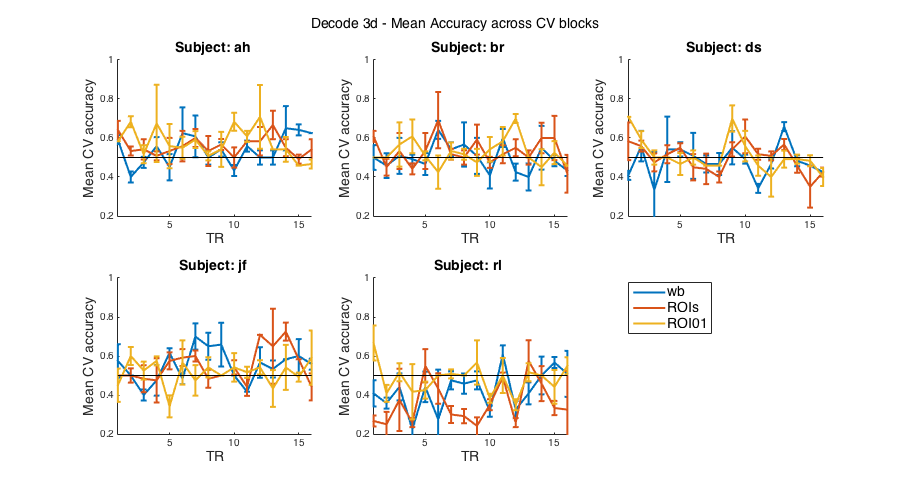 Decode 3d - Mean Accuracy across CV blocks
Subject: ah
Mean CV accuracy
1
0.8
0.6
0.4
0.2
5
10
15
TR
Subject: br
Mean CV accuracy
1
0.8
0.6
0.4
0.2
5
10
15
TR
Subject: ds
Mean CV accuracy
1
0.8
0.6
0.4
0.2
5
10
15
TR
Subject: jf
Mean CV accuracy
1
0.8
0.6
0.4
0.2
5
10
15
TR
Subject: rl
Mean CV accuracy
1
0.8
0.6
0.4
0.2
5
10
15
TR
wb
ROIs
ROI01